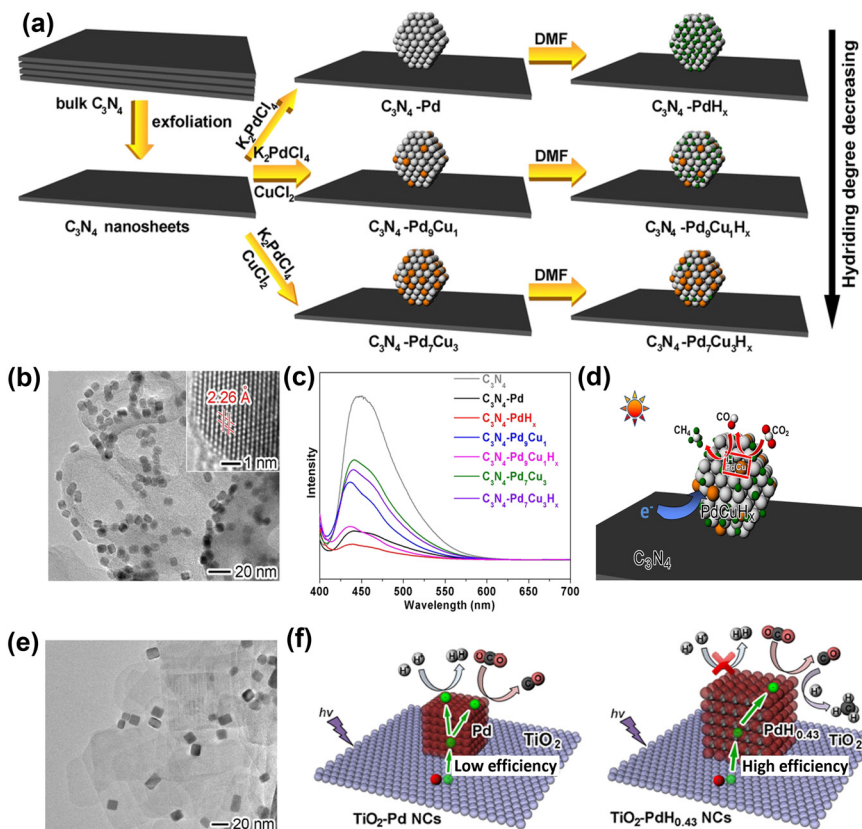 (a)
bulk C₃N₄
exfoliation
C₃N₄ nanosheets
K₂PdCl₄
K₂PdCl₄
CuCl₂
K₂PdCl₄
CuCl₂
C₃N₄ -Pd
DMF
C₃N₄ -PdHₓ
C₃N₄ -Pd₉Cu₁
DMF
C₃N₄ -Pd₉Cu₁Hₓ
C₃N₄ -Pd₇Cu₃
DMF
C₃N₄ -Pd₇Cu₃Hₓ
Hydriding degree decreasing
(b)
2.26 Å
1 nm
20 nm
(c)
Intensity
C₃N₄
C₃N₄-Pd
C₃N₄-PdHₓ
C₃N₄-Pd₉Cu₁
C₃N₄-Pd₉Cu₁Hₓ
C₃N₄-Pd₇Cu₃
C₃N₄-Pd₇Cu₃Hₓ
400 450 500 550 600 650 700
Wavelength (nm)
(d)
CH₄
CO
CO₂
H
PdCu
PdCuHₓ
e⁻
C₃N₄
(e)
20 nm
(f)
hv
H⁺
H H
O C O
C O
Pd
TiO₂
Low efficiency
TiO₂-Pd NCs
hv
H⁺
H H
O C O
C O
H⁺
H H
PdH₀.₄₃
TiO₂
High efficiency
TiO₂-PdH₀.₄₃ NCs